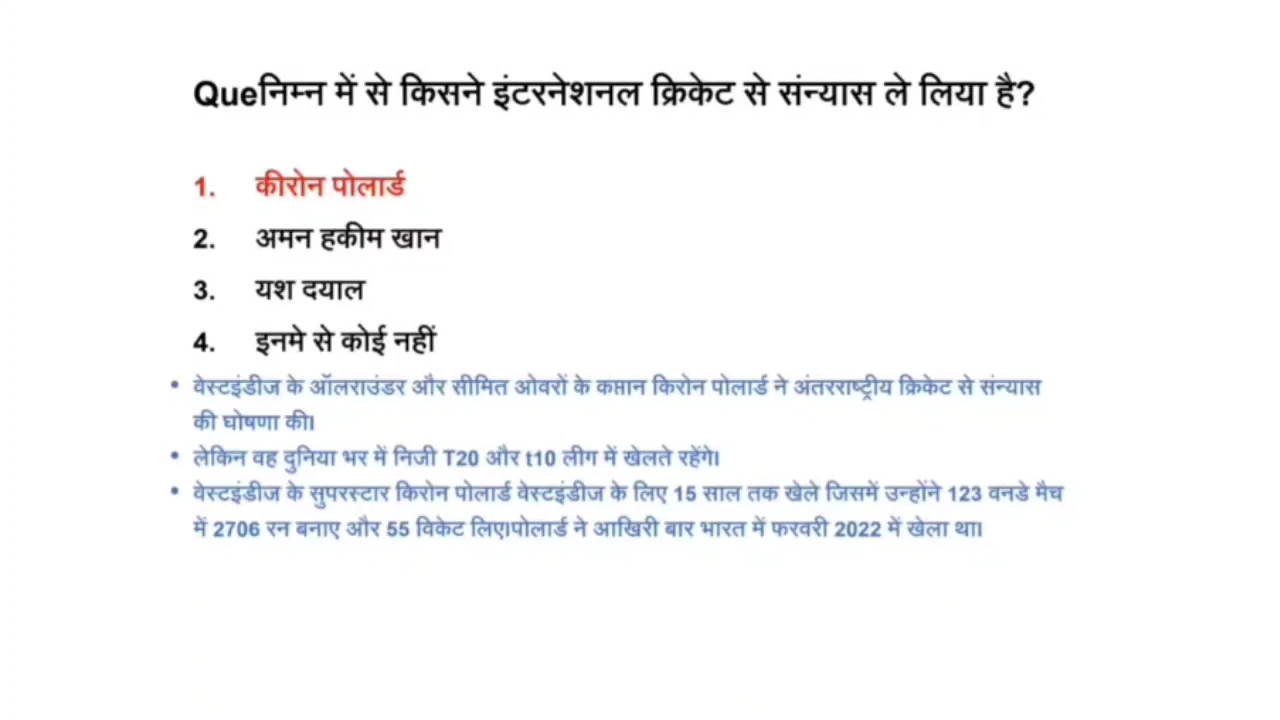 Queनिम्न में से किसने इंटरनेशनल क्रिकेट से संन्यास ले लिया है?
1. कीरोन पोलार्ड
2. अमन हकीम खान
3. यश दयाल
4. इनमे से कोई नहीं
• वेस्टइंडीज के ऑलराउंडर और सीमित ओवरों के कप्तान किरोन पोलार्ड ने अंतरराष्ट्रीय क्रिकेट से संन्यास
की घोषणा की।
• लेकिन वह दुनिया भर में निजी T20 और t10 लीग में खेलते रहेंगे।
• वेस्टइंडीज के सुपरस्टार किरोन पोलार्ड वेस्टइंडीज के लिए 15 साल तक खेले जिसमें उन्होंने 123 वनडे मैच
में 2706 रन बनाए और 55 विकेट लिए।पोलार्ड ने आखिरी बार भारत में फरवरी 2022 में खेला था।